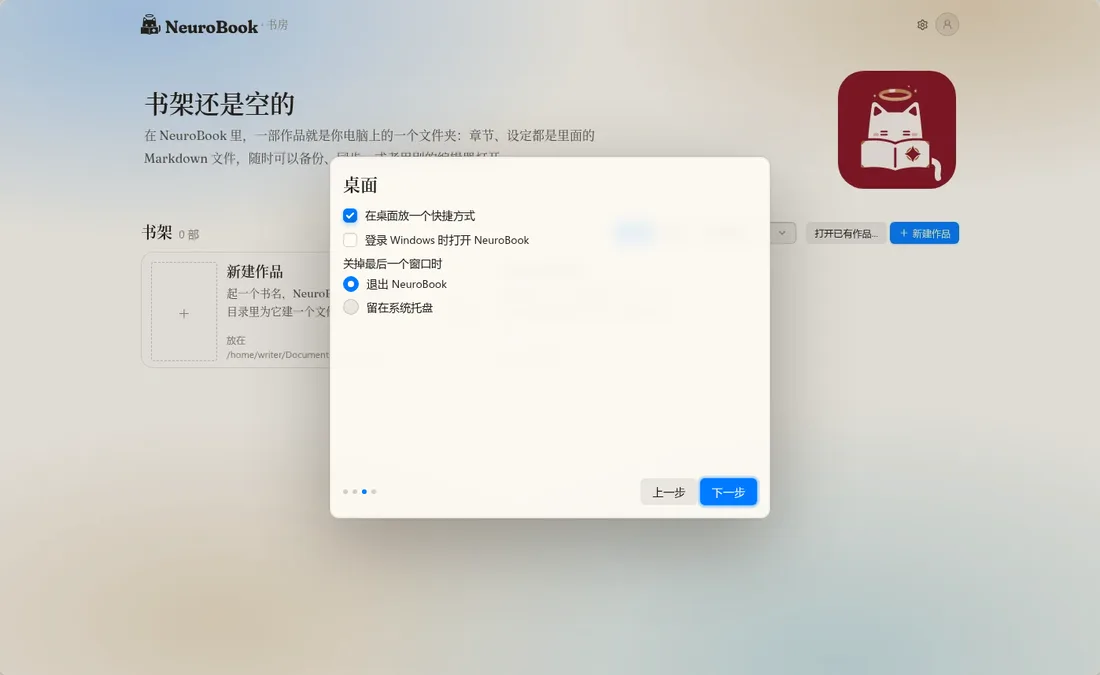 NeuroBook · 书房
书架还是空的
在 NeuroBook 里，一部作品就是你电脑上的一个文件夹：章节、设定都是里面的
Markdown 文件，随时可以备份、
书架 0 部
打开已有作品...
+ 新建作品
+
新建作品
起一个书名，
目录里为它建一个文
放在
/home/writer/Document
桌面
在桌面放一个快捷方式
登录 Windows 时打开 NeuroBook
关掉最后一个窗口时
退出 NeuroBook
留在系统托盘
上一步
下一步